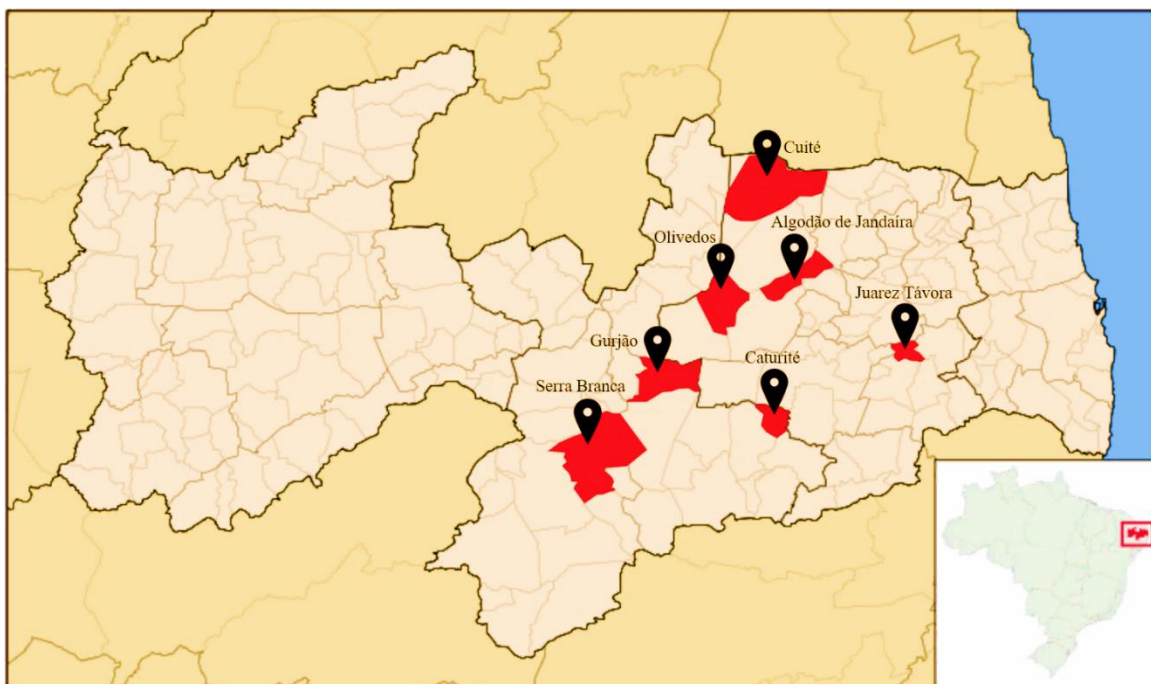 Cuité
Algodão de Jandaíra
Olivedos
Juarez Távora
Gurjão
Caturité
Serra Branca